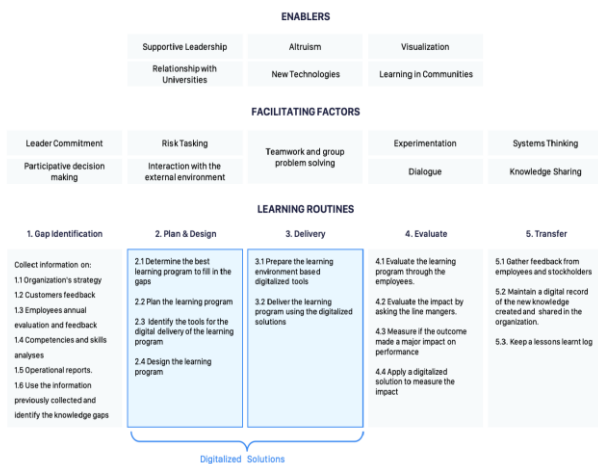 ENABLERS
Supportive Leadership
Altruism
Visualization
Relationship with
Universities
New Technologies
Learning in Communities
FACILITATING FACTORS
Leader Commitment
Risk Tasking
Teamwork and group
problem solving
Experimentation
Systems Thinking
Participative decision
making
Interaction with the
external environment
Dialogue
Knowledge Sharing
LEARNING ROUTINES
1. Gap Identification
2. Plan & Design
3. Delivery
4. Evaluate
5. Transfer
Collect information on:
1.1 Organization's strategy
1.2 Customers feedback
1.3 Employees annual
evaluation and feedback
1.4 Competencies and skills
analyses
1.5 Operational reports.
1.6 Use the information
previously collected and
identify the knowledge gaps
2.1 Determine the best
learning program to fill in the
gaps
2.2 Plan the learning program
2.3 Identify the tools for the
digital delivery of the learning
program
2.4 Design the learning
program
3.1 Prepare the learning
environment based
digitalized tools
3.2 Deliver the learning
program using the digitalized
solutions
4.1 Evaluate the learning
program through the
employees.
4.2 Evaluate the impact by
asking the line mangers.
4.3 Measure if the outcome
made a major impact on
performance
4.4 Apply a digitalized
solution to measure the
impact
5.1 Gather feedback from
employees and stockholders
5.2 Maintain a digital record
of the new knowledge
created and shared in the
organization.
5.3. Keep a lessons learnt log
Digitalized Solutions